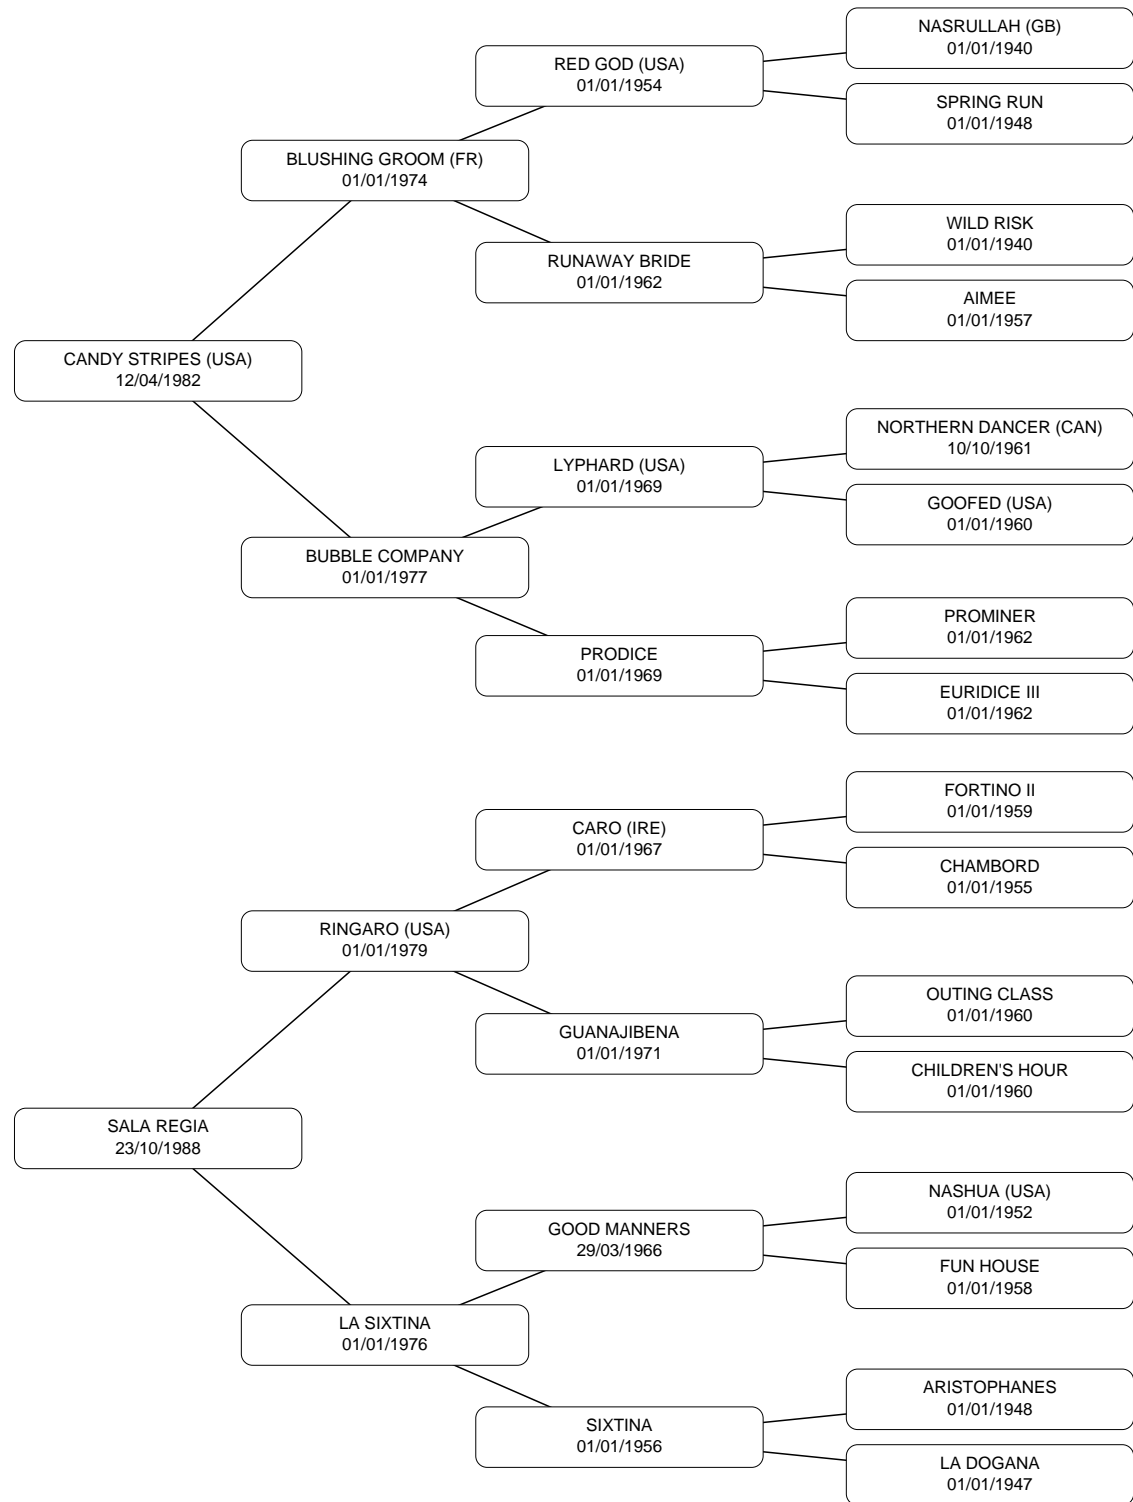 NASRULLAH (GB)
01/01/1940
RED GOD (USA)
01/01/1954
SPRING RUN
01/01/1948
BLUSHING GROOM (FR)
01/01/1974
WILD RISK
01/01/1940
RUNAWAY BRIDE
01/01/1962
AIMEE
01/01/1957
CANDY STRIPES (USA)
12/04/1982
NORTHERN DANCER (CAN)
10/10/1961
LYPHARD (USA)
01/01/1969
GOOFED (USA)
01/01/1960
BUBBLE COMPANY
01/01/1977
PROMINER
01/01/1962
PRODICE
01/01/1969
EURIDICE III
01/01/1962
FORTINO II
01/01/1959
CARO (IRE)
01/01/1967
CHAMBORD
01/01/1955
RINGARO (USA)
01/01/1979
OUTING CLASS
01/01/1960
GUANAJIBENA
01/01/1971
CHILDREN'S HOUR
01/01/1960
SALA REGIA
23/10/1988
NASHUA (USA)
01/01/1952
GOOD MANNERS
29/03/1966
FUN HOUSE
01/01/1958
LA SIXTINA
01/01/1976
ARISTOPHANES
01/01/1948
SIXTINA
01/01/1956
LA DOGANA
01/01/1947